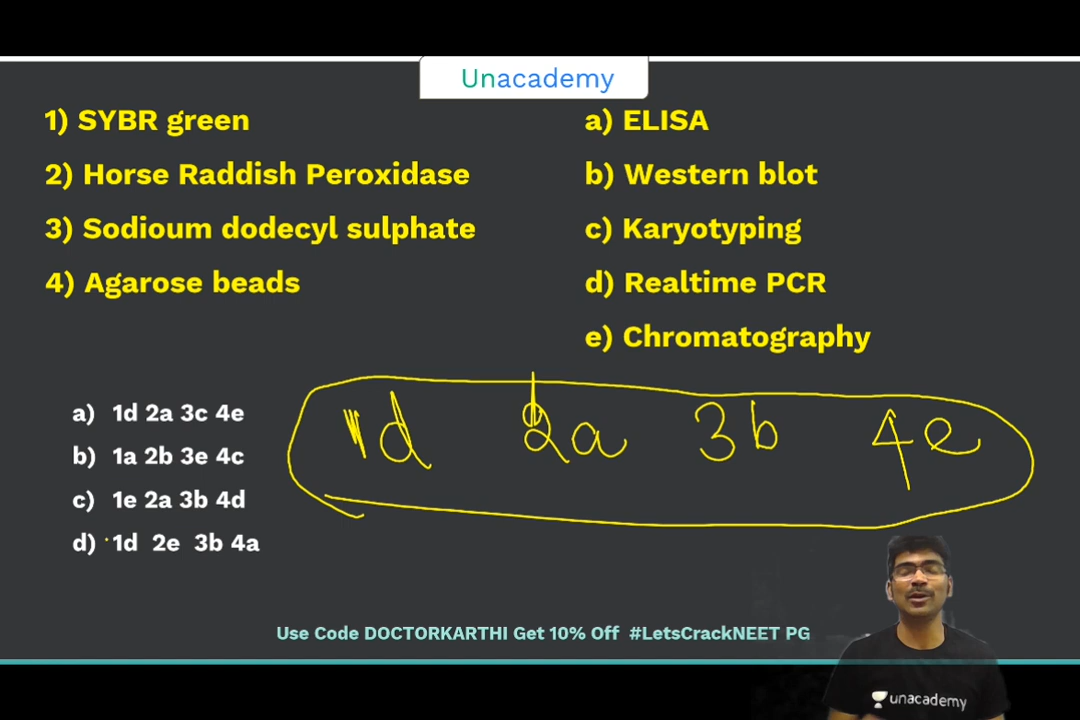 Unacademy
1) SYBR green
2) Horse Raddish Peroxidase
3) Sodioum dodecyl sulphate
4) Agarose beads
a) ELISA
b) Western blot
c) Karyotyping
d) Realtime PCR
e) Chromatography
a) 1d 2a 3c 4e
b) 1a 2b 3e 4c
c) 1e 2a 3b 4d
d) 1d 2e 3b 4a
1d 2a 3b 4e
Use Code DOCTORKARTHI Get 10% Off #LetsCrackNEET PG
unacademy